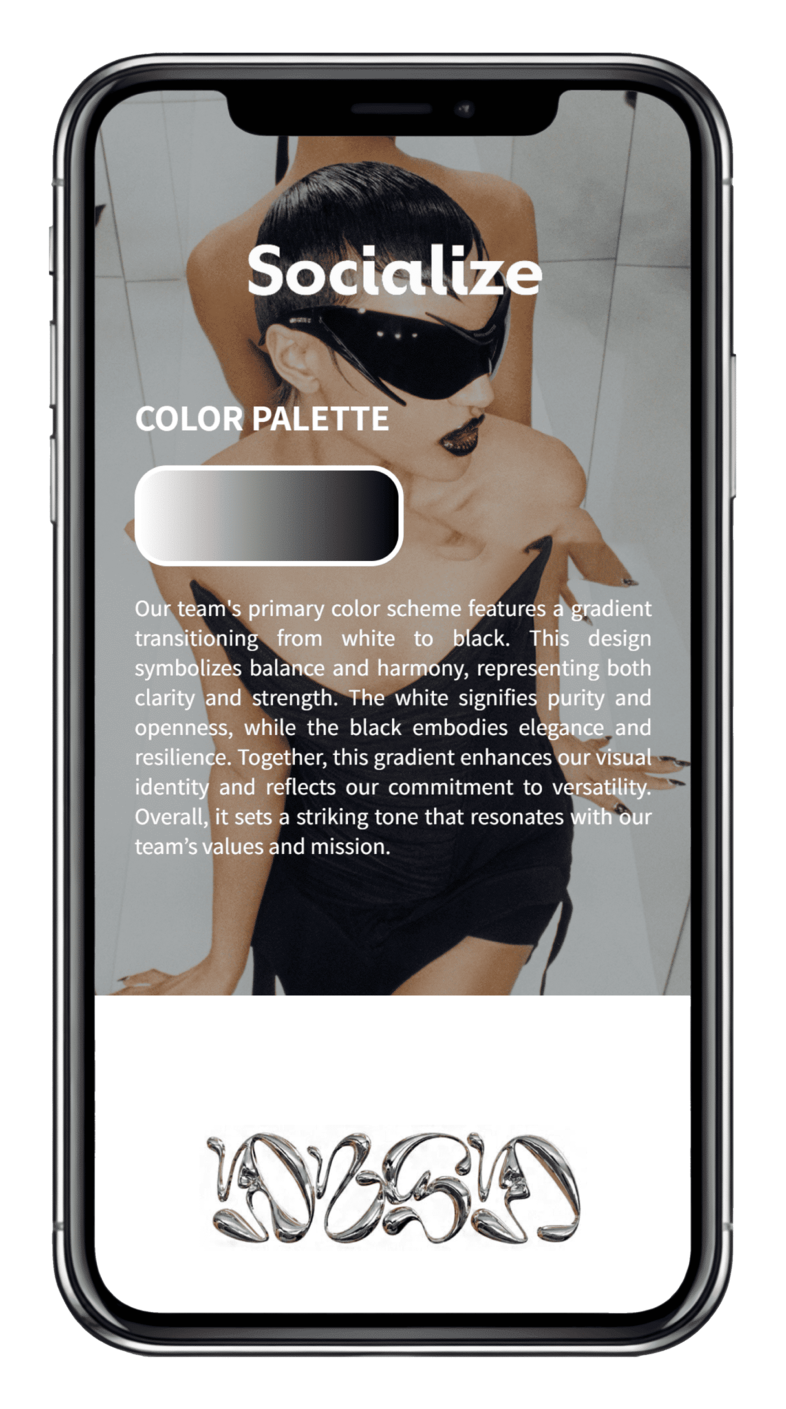 Socialize
COLOR PALETTE
Our team's primary color scheme features a gradient
transitioning from white to black. This design
symbolizes balance and harmony, representing both
clarity and strength. The white signifies purity and
openness, while the black embodies elegance and
resilience. Together, this gradient enhances our visual
identity and reflects our commitment to versatility.
Overall, it sets a striking tone that resonates with our
team’s values and mission.